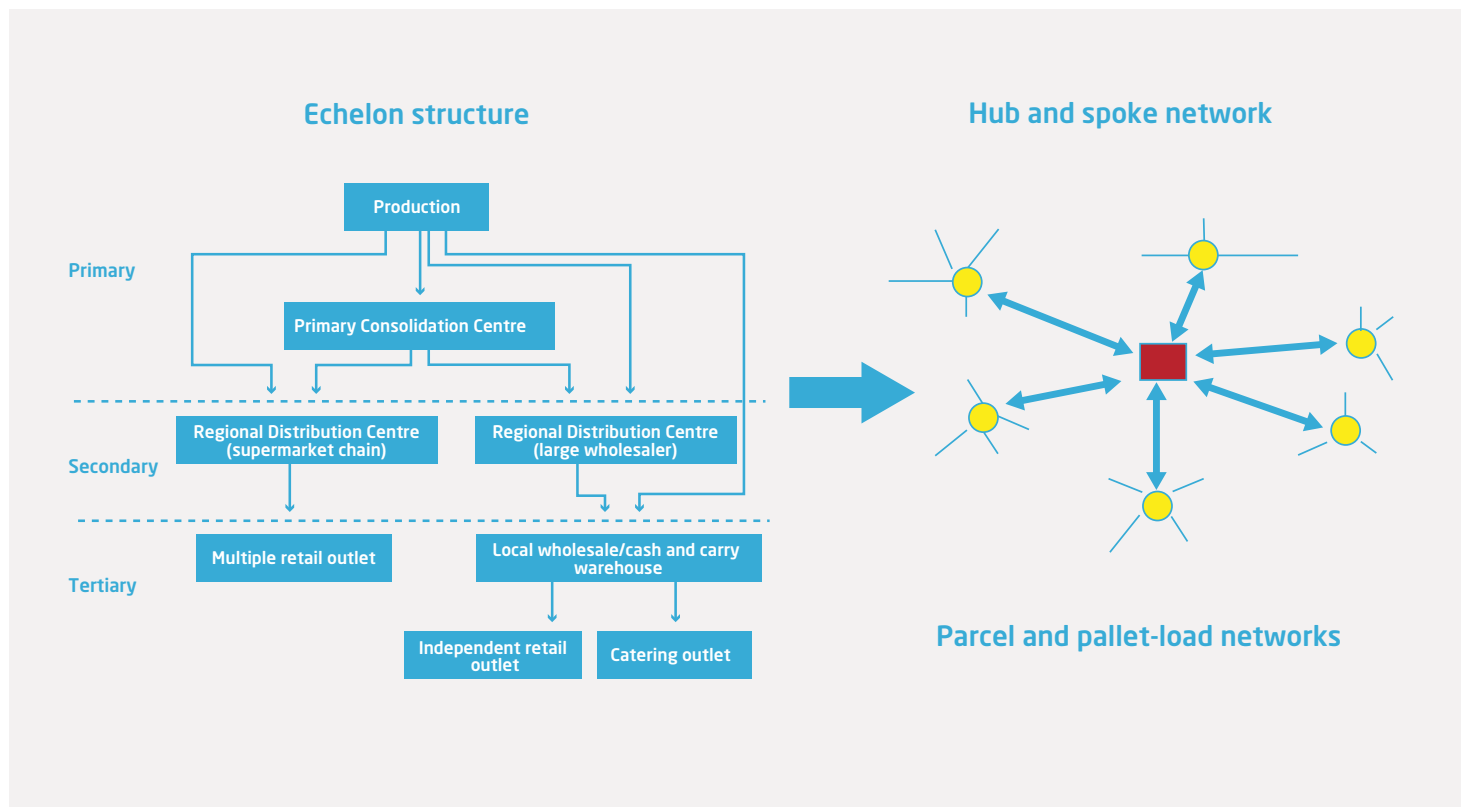 Echelon structure
Production
Primary
Primary Consolidation Centre
Regional Distribution Centre
(supermarket chain)
Regional Distribution Centre
(large wholesaler)
Secondary
Multiple retail outlet
Local wholesale/cash and carry
warehouse
Tertiary
Independent retail
outlet
Catering outlet
Hub and spoke network
Parcel and pallet-load networks